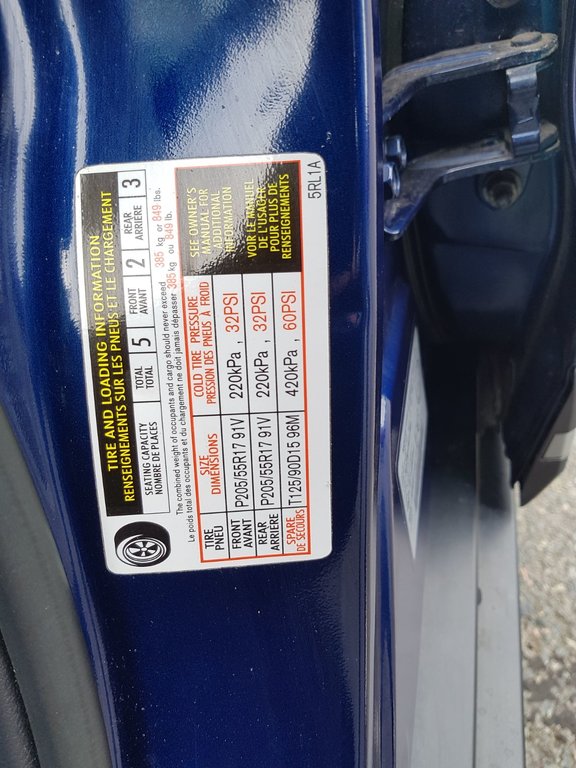 TIRE AND LOADING INFORMATION
RENSEIGNEMENTS SUR LES PNEUS ET LE CHARGEMENT
SEATING CAPACITY
NOMBRE DE PLACES
TOTAL
TOTAL
5
FRONT
AVANT
2
REAR
ARRIÈRE
3
The combined weight of occupants and cargo should never exceed 385 kg or 849 lbs.
Le poids total des occupants et du chargement ne doit jamais dépasser 385 kg ou 849 lb.
TIRE
PNEU
SIZE
DIMENSIONS
COLD TIRE PRESSURE
PRESSION DES PNEUS À FROID
FRONT
AVANT
P205/55R17 91V
220kPa , 32PSI
REAR
ARRIÈRE
P205/55R17 91V
220kPa , 32PSI
SPARE
DE SECOURS
T125/90D15 96M
420kPa , 60PSI
SEE OWNER'S
MANUAL FOR
ADDITIONAL
INFORMATION
VOIR LE MANUEL
DE L'USAGER
POUR PLUS DE
RENSEIGNEMENTS
5RL1A